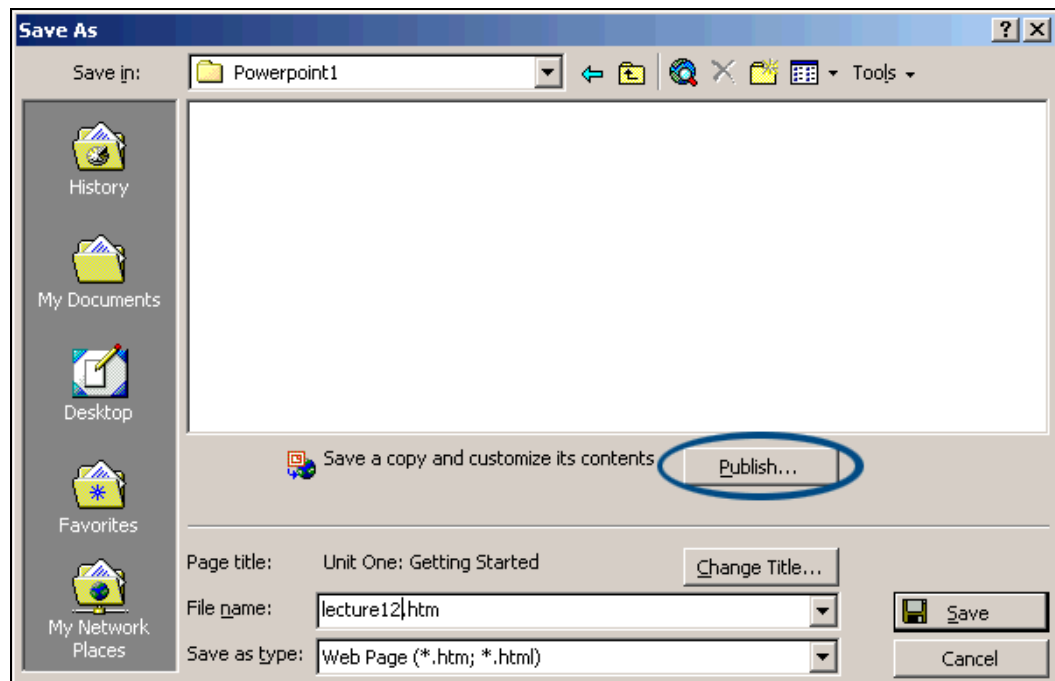 Save As
Save in:
Powerpoint1
Tools
History
My Documents
Desktop
Favorites
My Network
Places
Save a copy and customize its contents
Publish...
Page title:
Unit One: Getting Started
Change Title...
File name:
lecture12.htm
Save
Save as type:
Web Page (*.htm; *.html)
Cancel